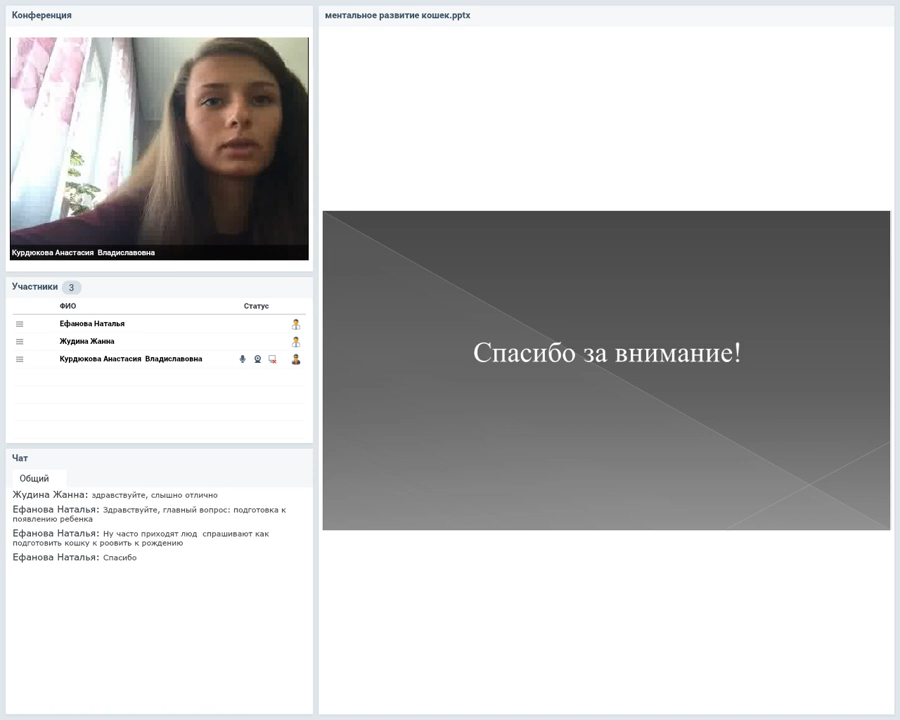 Конференция
Курдюкова Анастасия Владиславовна
Участники 3
ФИО Статус
Ефанова Наталья
Жудина Жанна
Курдюкова Анастасия Владиславовна
Чат
Общий
Жудина Жанна: здравствуйте, слышно отлично
Ефанова Наталья: Здравствуйте, главный вопрос: подготовка к
появлению ребенка
Ефанова Наталья: Ну часто приходят люд спрашивают как
подготовить кошку к роовить к рождению
Ефанова Наталья: Спасибо
ментальное развитие кошек.pptx
Спасибо за внимание!